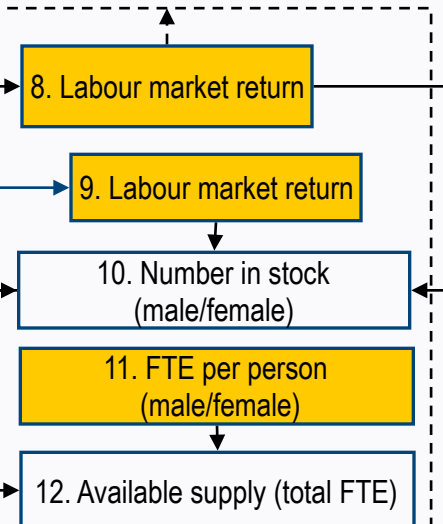 8. Labour market return
9. Labour market return
10. Number in stock
(male/female)
11. FTE per person
(male/female)
12. Available supply (total FTE)